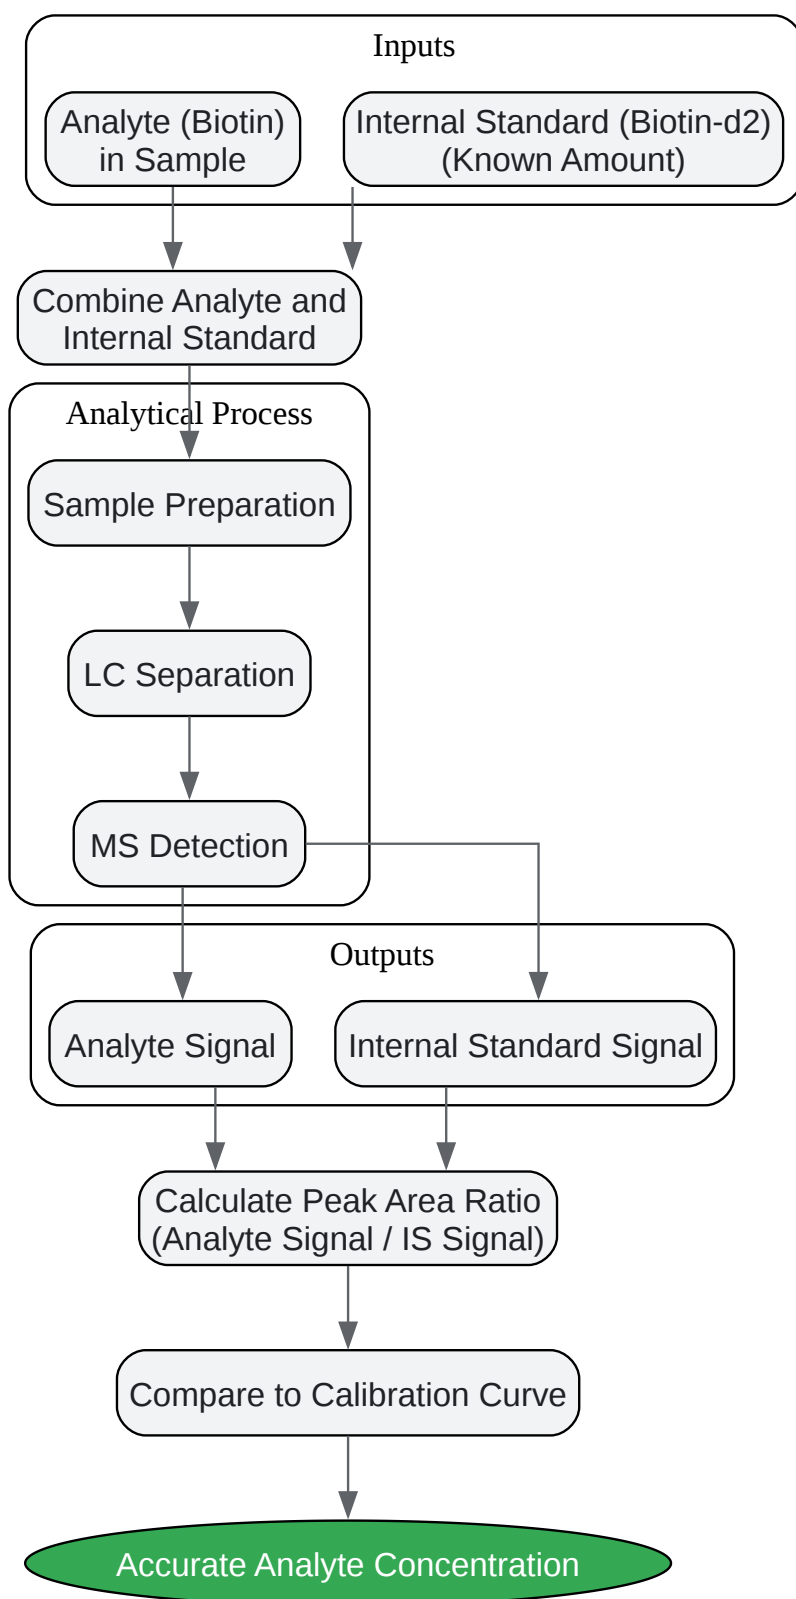 Inputs
Analyte (Biotin)
in Sample
Internal Standard (Biotin-d2)
(Known Amount)
Combine Analyte and
Internal Standard
Analytical Process
Sample Preparation
LC Separation
MS Detection
Outputs
Analyte Signal
Internal Standard Signal
Calculate Peak Area Ratio
(Analyte Signal / IS Signal)
Compare to Calibration Curve
Accurate Analyte Concentration